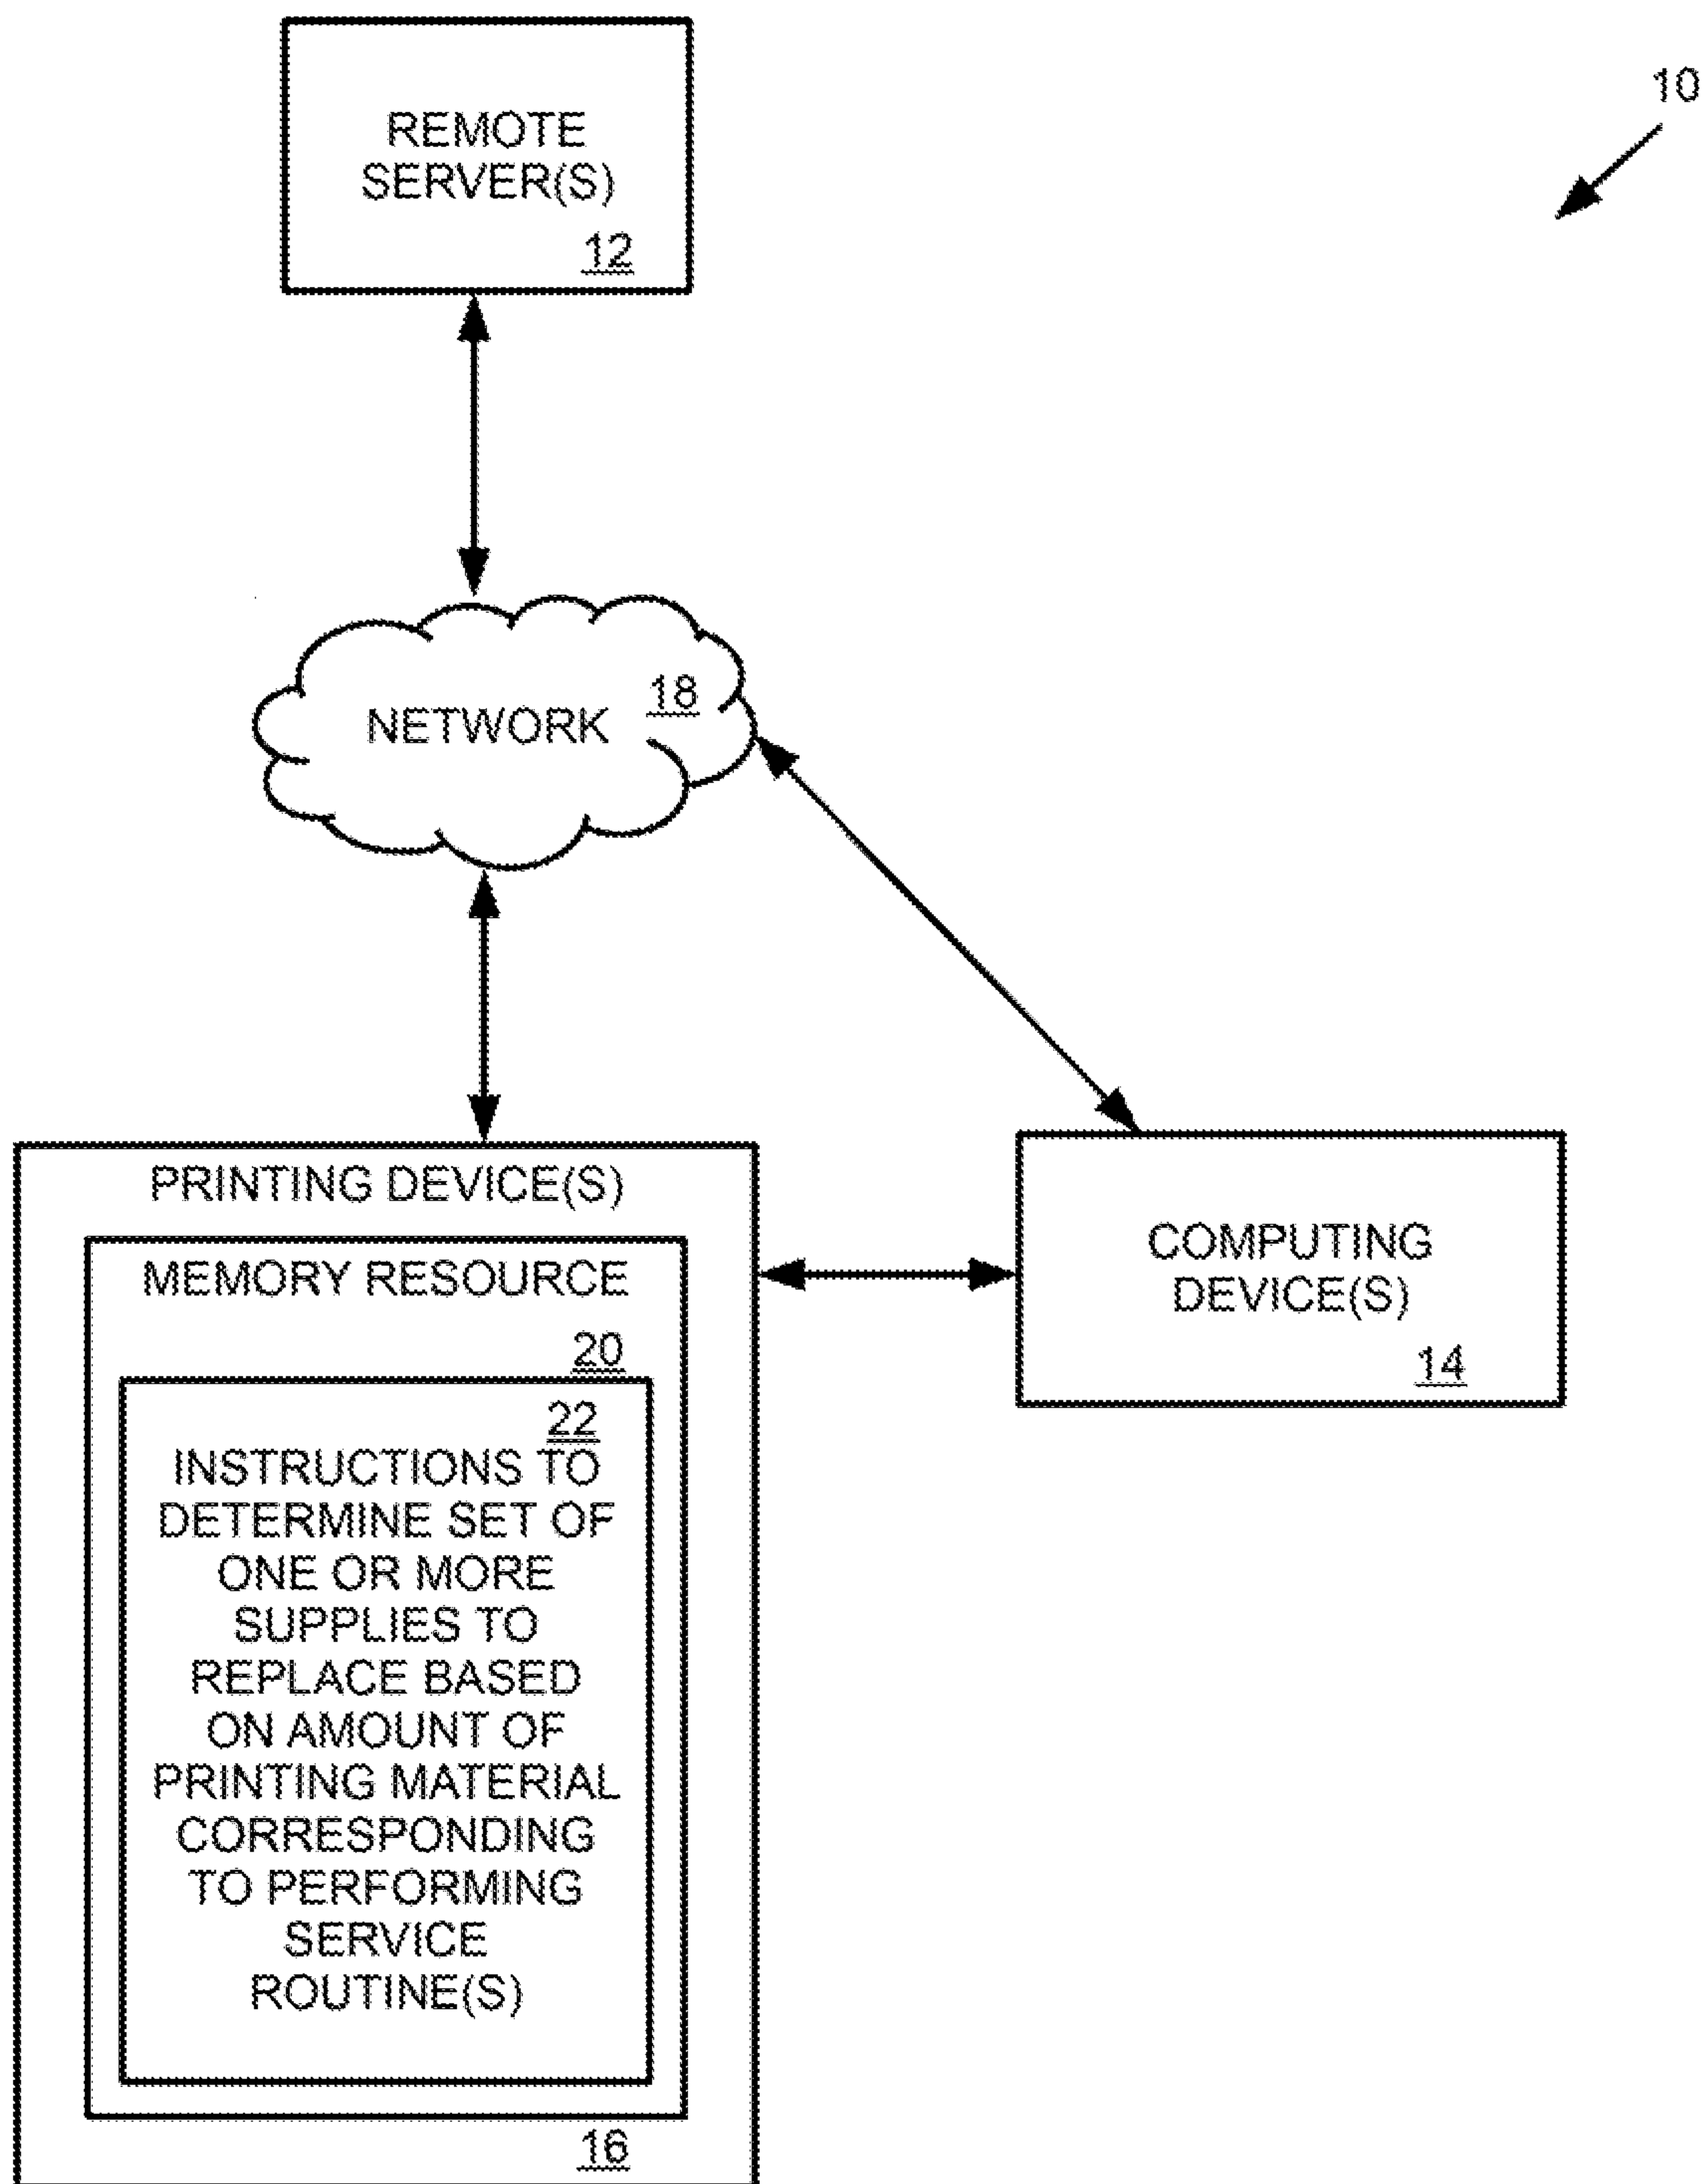 10
REMOTE
SERVER(S)
12
18
NETWORK
PRINTING DEVICE(S)
MEMORY RESOURCE
20
22
INSTRUCTIONS TO
DETERMINE SET OF
ONE OR MORE
SUPPLIES TO
REPLACE BASED
ON AMOUNT OF
PRINTING MATERIAL
CORRESPONDING
TO PERFORMING
SERVICE
ROUTINE(S)
16
COMPUTING
DEVICE(S)
14